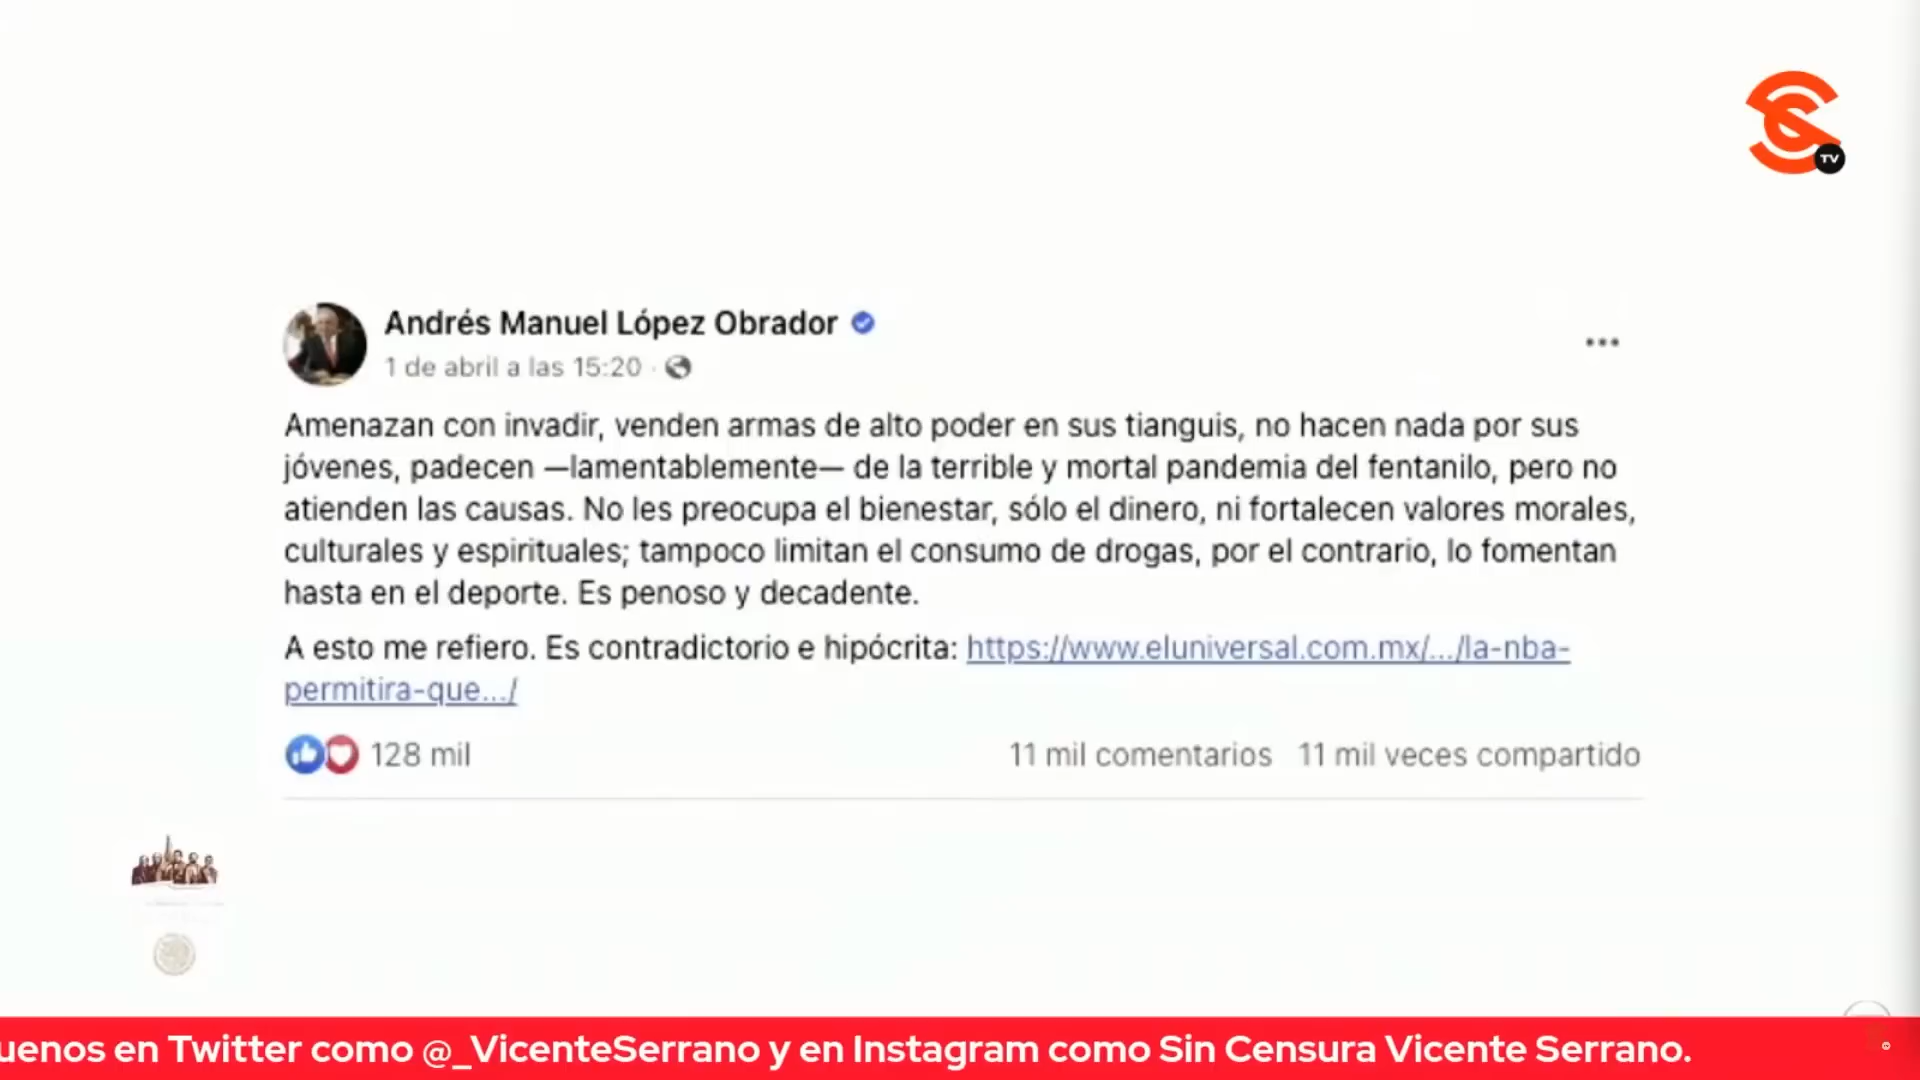 TV
Andrés Manuel López Obrador
1 de abril a las 15:20 ·
Amenazan con invadir, venden armas de alto poder en sus tianguis, no hacen nada por sus
jóvenes, padecen —lamentablemente— de la terrible y mortal pandemia del fentanilo, pero no
atienden las causas. No les preocupa el bienestar, sólo el dinero, ni fortalecen valores morales,
culturales y espirituales; tampoco limitan el consumo de drogas, por el contrario, lo fomentan
hasta en el deporte. Es penoso y decadente.
A esto me refiero. Es contradictorio e hipócrita: https://www.eluniversal.com.mx/.../la-nba-
permitira-que.../
128 mil
11 mil comentarios 11 mil veces compartido
uenos en Twitter como @_VicenteSerrano y en Instagram como Sin Censura Vicente Serrano.